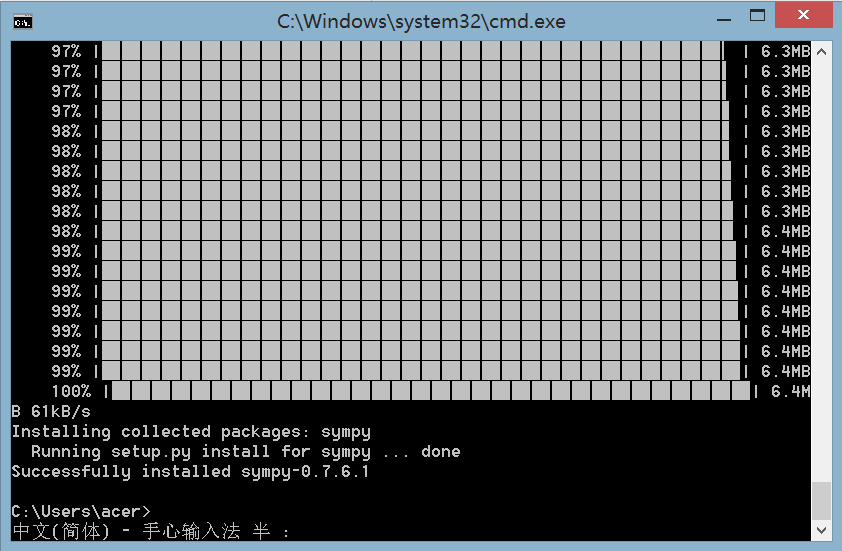 C:\Windows\system32\cmd.exe
97% | | 6.3MB
97% | | 6.3MB
97% | | 6.3MB
97% | | 6.3MB
98% | | 6.3MB
98% | | 6.3MB
98% | | 6.3MB
98% | | 6.3MB
98% | | 6.3MB
98% | | 6.4MB
99% | | 6.4MB
99% | | 6.4MB
99% | | 6.4MB
99% | | 6.4MB
99% | | 6.4MB
99% | | 6.4MB
99% | | 6.4MB
100% | | 6.4M
B 61kB/s
Installing collected packages: sympy
  Running setup.py install for sympy ... done
Successfully installed sympy-0.7.6.1
C:\Users\acer>
中文(简体) - 手心输入法 半 :